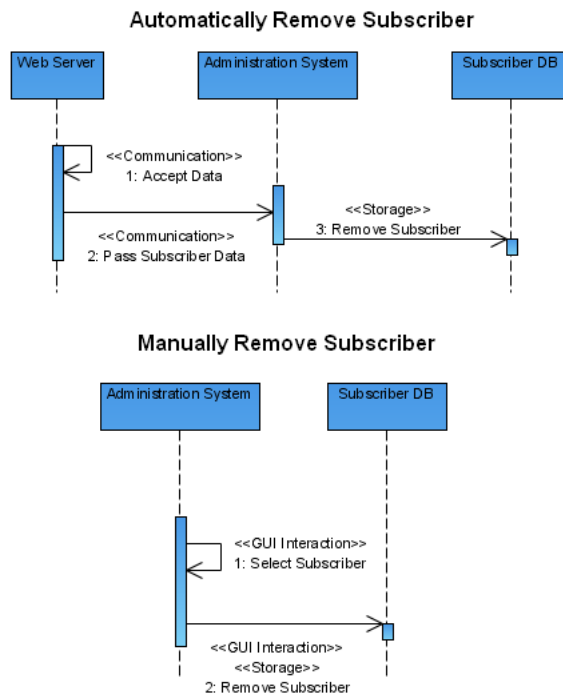 Automatically Remove Subscriber
Web Server
Administration System
Subscriber DB
<<Communication>>
1: Accept Data
<<Storage>>
3: Remove Subscriber
<<Communication>>
2: Pass Subscriber Data
Manually Remove Subscriber
Administration System
Subscriber DB
<<GUI Interaction>>
1: Select Subscriber
<<GUI Interaction>>
<<Storage>>
2: Remove Subscriber